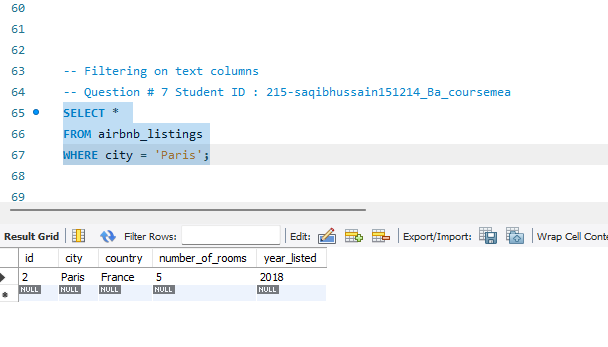 60
61
62
63 -- Filtering on text columns
64 -- Question # 7 Student ID : 215-saqibhussain151214_Ba_coursemea
65 SELECT *
66 FROM airbnb_listings
67 WHERE city = 'Paris';
68
69
Result Grid Filter Rows: Edit: Export/Import: Wrap Cell Conte
id city country number_of_rooms year_listed
2 Paris France 5 2018
NULL NULL NULL NULL NULL